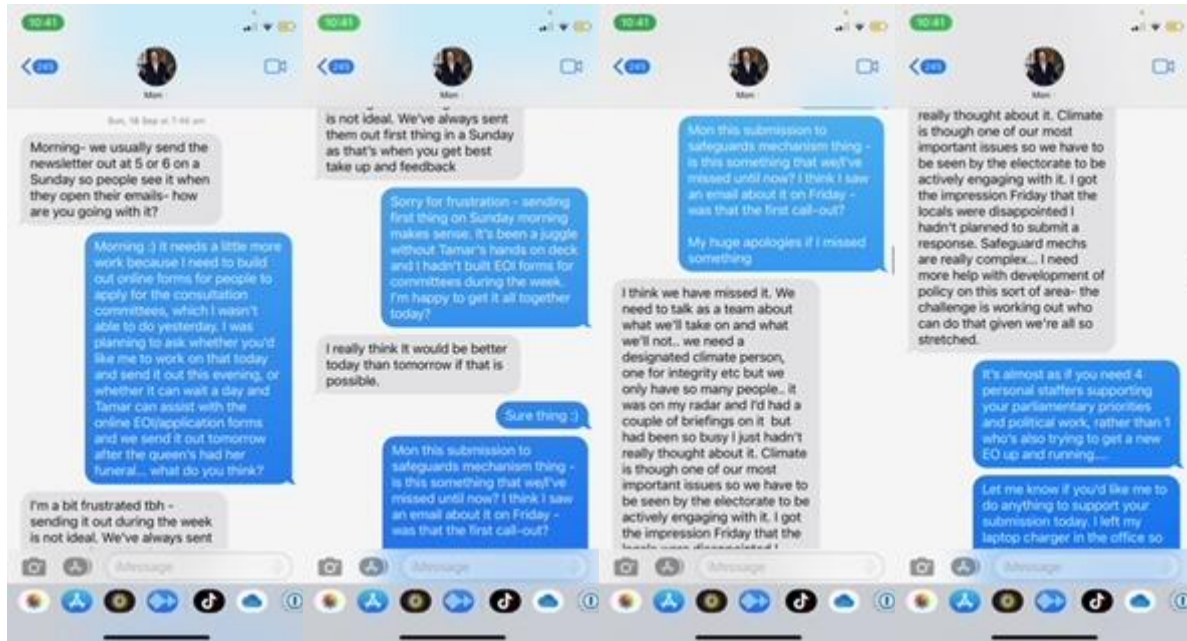 10:41
245
Mon
Sun, 18 Sep at 7:46 am
Morning- we usually send the
newsletter out at 5 or 6 on a
Sunday so people see it when
they open their emails- how
are you going with it?
Morning :) it needs a little more
work because I need to build
out online forms for people to
apply for the consultation
committees, which I wasn't
able to do yesterday. I was
planning to ask whether you'd
like me to work on that today
and send it out this evening, or
whether it can wait a day and
Tamar can assist with the
online EOI/application forms
and we send it out tomorrow
after the queen's had her
funeral... what do you think?
I'm a bit frustrated tbh -
sending it out during the week
is not ideal. We've always sent
iMessage
10:41
245
Mon
is not ideal. We've always sent
them out first thing in a Sunday
as that's when you get best
take up and feedback
Sorry for frustration - sending
first thing on Sunday morning
makes sense. It's been a juggle
without Tamar's hands on deck
and I hadn't built EOI forms for
committees during the week.
I'm happy to get it all together
today?
I really think it would be better
today than tomorrow if that is
possible.
Sure thing :)
Mon this submission to
safeguards mechanism thing -
is this something that we/I've
missed until now? I think I saw
an email about it on Friday -
was that the first call-out?
iMessage
10:41
245
Mon
Mon this submission to
safeguards mechanism thing -
is this something that we/I've
missed until now? I think I saw
an email about it on Friday -
was that the first call-out?
My huge apologies if I missed
something
I think we have missed it. We
need to talk as a team about
what we'll take on and what
we'll not.. we need a
designated climate person,
one for integrity etc but we
only have so many people.. it
was on my radar and I'd had a
couple of briefings on it but
had been so busy I just hadn't
really thought about it. Climate
is though one of our most
important issues so we have to
be seen by the electorate to be
actively engaging with it. I got
the impression Friday that the
locals were disappointed I
iMessage
10:41
245
Mon
really thought about it. Climate
is though one of our most
important issues so we have to
be seen by the electorate to be
actively engaging with it. I got
the impression Friday that the
locals were disappointed I
hadn't planned to submit a
response. Safeguard mechs
are really complex... I need
more help with development of
policy on this sort of area- the
challenge is working out who
can do that given we're all so
stretched.
It's almost as if you need 4
personal staffers supporting
your parliamentary priorities
and political work, rather than 1
who's also trying to get a new
EO up and running....
Let me know if you'd like me to
do anything to support your
submission today. I left my
laptop charger in the office so
iMessage